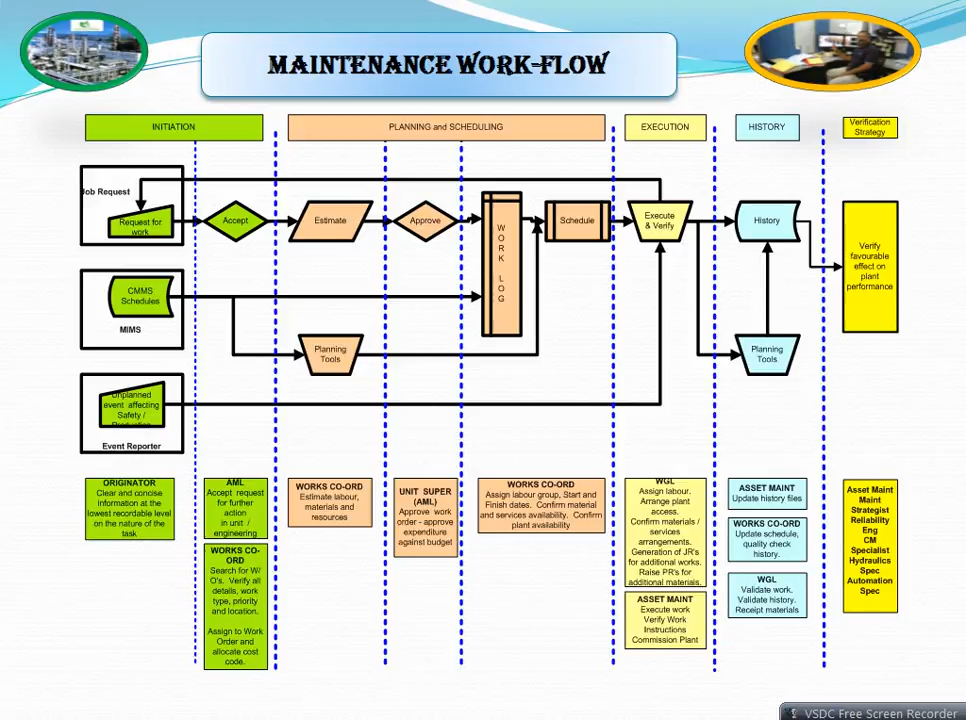 MAINTENANCE WORK-FLOW
INITIATION
PLANNING and SCHEDULING
EXECUTION
HISTORY
Verification
Strategy
Job Request
Request for
work
Accept
Estimate
Approve
W
O
R
K
L
O
G
Schedule
Execute
& Verify
History
Verify
favourable
effect on
plant
performance
CMMS
Schedules
MIMS
Planning
Tools
Planning
Tools
Unplanned
event affecting
Safety /
Production
Event Reporter
ORIGINATOR
Clear and concise
information at the
lowest recordable level
on the nature of the
task
AML
Accept request
for further
action
in unit /
engineering
WORKS CO-
ORD
Search for W/
O's. Verify all
details, work
type, priority
and location.
Assign to Work
Order and
allocate cost
code.
WORKS CO-ORD
Estimate labour,
materials and
resources
UNIT SUPER
(AML)
Approve work
order - approve
expenditure
against budget
WORKS CO-ORD
Assign labour group, Start and
Finish dates. Confirm material
and services availability. Confirm
plant availability
WGL
Assign labour.
Arrange plant
access.
Confirm materials /
services
arrangements.
Generation of JR's
for additional works.
Raise PR's for
additional materials.
ASSET MAINT
Execute work
Verify Work
Instructions
Commission Plant
ASSET MAINT
Update history files
WORKS CO-ORD
Update schedule,
quality check
history.
WGL
Validate work.
Validate history.
Receipt materials
Asset Maint
Maint
Strategist
Reliability
Eng
CM
Specialist
Hydraulics
Spec
Automation
Spec
VSDC Free Screen Recorder